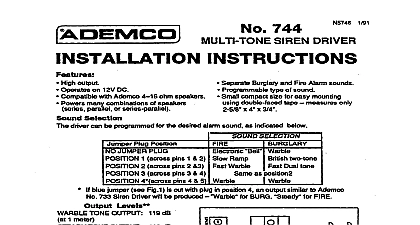 N5746 1/91
ADEMCO
No. 744
MULTI-TONE SIREN DRIVER
INSTALLATION INSTRUCTIONS
Features:
• High output.
• Operates on 12V DC.
• Compatible with Ademco 4-16 ohm speakers.
• Powers many combinations of speakers
(series, parallel, or series-parallel).
• Separate Burglary and Fire Alarm sounds.
• Programmable type of sound.
• Small compact size for easy mounting
using double-faced tape - measures only
2-5/8" x 4" x 3/4".
Sound Selection
The driver can be programmed for the desired alarm sound, as indicated below.
SOUND SELECTION
Jumper Plug Position FIRE BURGLARY
NO JUMPER PLUG Electronic "Bell" Warble
POSITION 1 (across pins 1 & 2) Slow Ramp British two-tone
POSITION 2 (across pins 2 & 3) Fast Warble Fast Dual tone
POSITION 3 (across pins 3 & 4) Same as position2
POSITION 4*(across pins 4 & 5) Warble Warble
* If blue jumper (see Fig.1) is cut with plug in position 4, an output similar to Ademco
No. 733 Siren Driver will be produced - "Warble" for BURG, "Steady" for FIRE.
Output Levels**
WARBLE TONE OUTPUT: 119 dB
(at 1 meter)